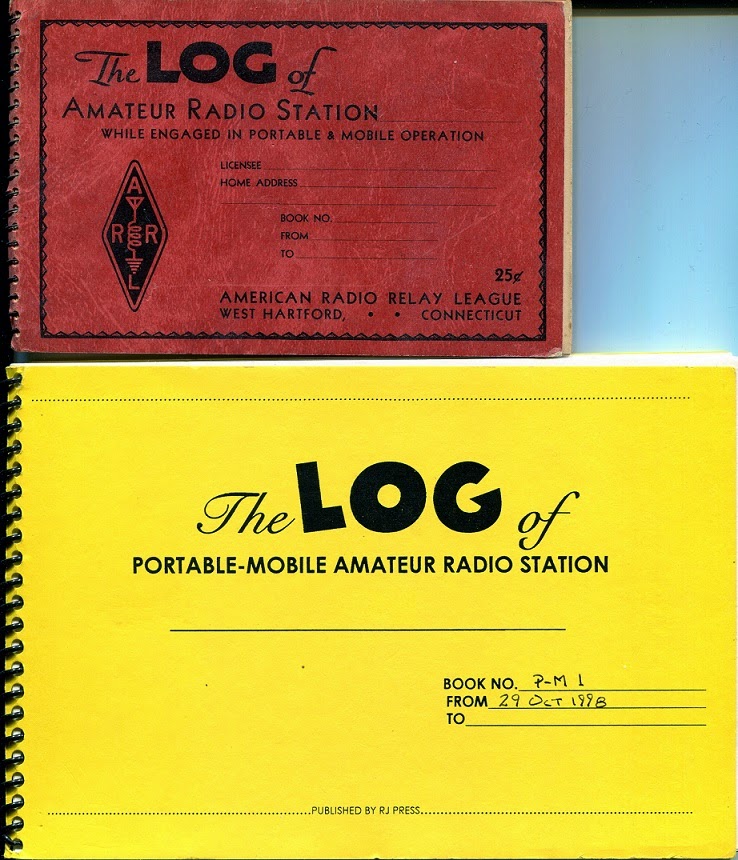 The LOG of
AMATEUR RADIO STATION
WHILE ENGAGED IN PORTABLE & MOBILE OPERATION
LICENSEE
HOME ADDRESS
BOOK NO.
FROM
TO
A
R R
L
25¢
AMERICAN RADIO RELAY LEAGUE
WEST HARTFORD, • • CONNECTICUT
The LOG of
PORTABLE-MOBILE AMATEUR RADIO STATION
BOOK NO. P-M 1
FROM 29 OCT 1998
TO
PUBLISHED BY RJ PRESS